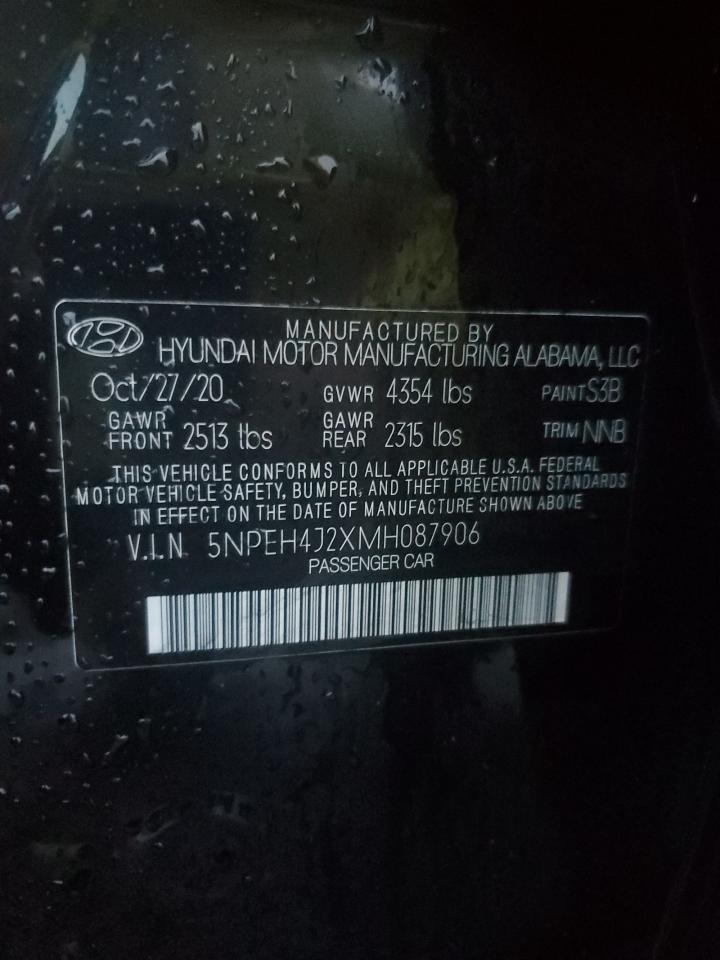 MANUFACTURED BY
HYUNDAI MOTOR MANUFACTURING ALABAMA, LLC
Oct/27/20 GVWR 4354 lbs PAINT S3B
GAWR FRONT 2513 lbs GAWR REAR 2315 lbs TRIM NNB
THIS VEHICLE CONFORMS TO ALL APPLICABLE U.S.A. FEDERAL
MOTOR VEHICLE SAFETY, BUMPER, AND THEFT PREVENTION STANDARDS
IN EFFECT ON THE DATE OF MANUFACTURE SHOWN ABOVE
V.I.N 5NPEH4J2XMH087906
PASSENGER CAR